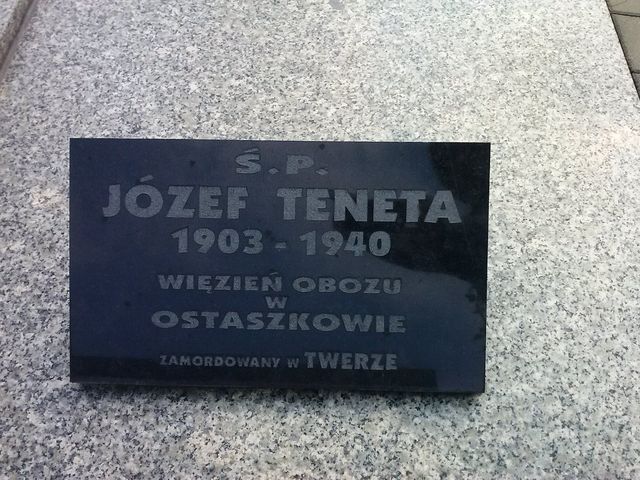 Ś.P.
JÓZEF TENETA
1903 - 1940
WIĘZIEŃ OBOZU
W
OSTASZKOWIE
ZAMORDOWANY W TWERZE